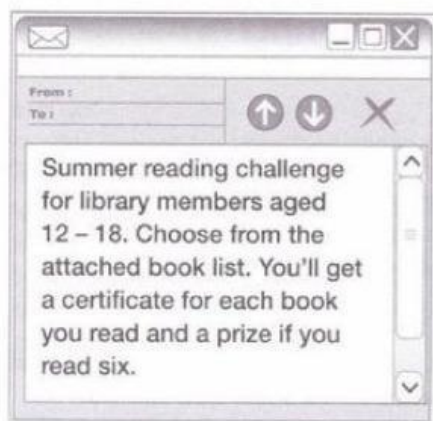 From :
To :
Summer reading challenge
for library members aged
12 – 18. Choose from the
attached book list. You'll get
a certificate for each book
you read and a prize if you
read six.